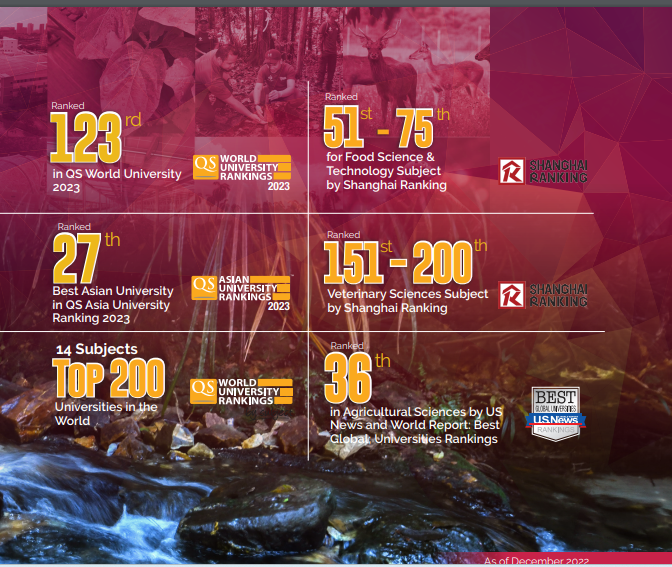 Ranked
123rd
in QS World University
2023
QS WORLD
UNIVERSITY
RANKINGS
2023
Ranked
51st - 75th
for Food Science &
Technology Subject
by Shanghai Ranking
SHANGHAI
RANKING
Ranked
27th
Best Asian University
in QS Asia University
Ranking 2023
QS ASIAN
UNIVERSITY
RANKINGS
2023
Ranked
151st - 200th
Veterinary Sciences Subject
by Shanghai Ranking
SHANGHAI
RANKING
14 Subjects
Top 200
Universities in the
World
QS WORLD
UNIVERSITY
RANKINGS
Ranked
36th
in Agricultural Sciences by US
News and World Report: Best
Global Universities Rankings
BEST
GLOBAL UNIVERSITIES
U.S.News
RANKINGS
As of December 2022